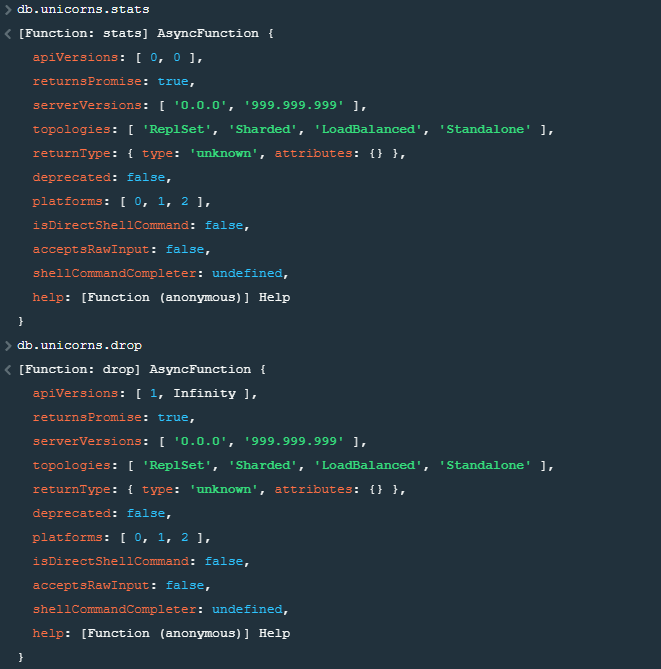 > db.unicorns.stats
< [Function: stats] AsyncFunction {
apiVersions: [ 0, 0 ],
returnsPromise: true,
serverVersions: [ '0.0.0', '999.999.999' ],
topologies: [ 'ReplSet', 'Sharded', 'LoadBalanced', 'Standalone' ],
returnType: { type: 'unknown', attributes: {} },
deprecated: false,
platforms: [ 0, 1, 2 ],
isDirectShellCommand: false,
acceptsRawInput: false,
shellCommandCompleter: undefined,
help: [Function (anonymous)] Help
}
> db.unicorns.drop
< [Function: drop] AsyncFunction {
apiVersions: [ 1, Infinity ],
returnsPromise: true,
serverVersions: [ '0.0.0', '999.999.999' ],
topologies: [ 'ReplSet', 'Sharded', 'LoadBalanced', 'Standalone' ],
returnType: { type: 'unknown', attributes: {} },
deprecated: false,
platforms: [ 0, 1, 2 ],
isDirectShellCommand: false,
acceptsRawInput: false,
shellCommandCompleter: undefined,
help: [Function (anonymous)] Help
}